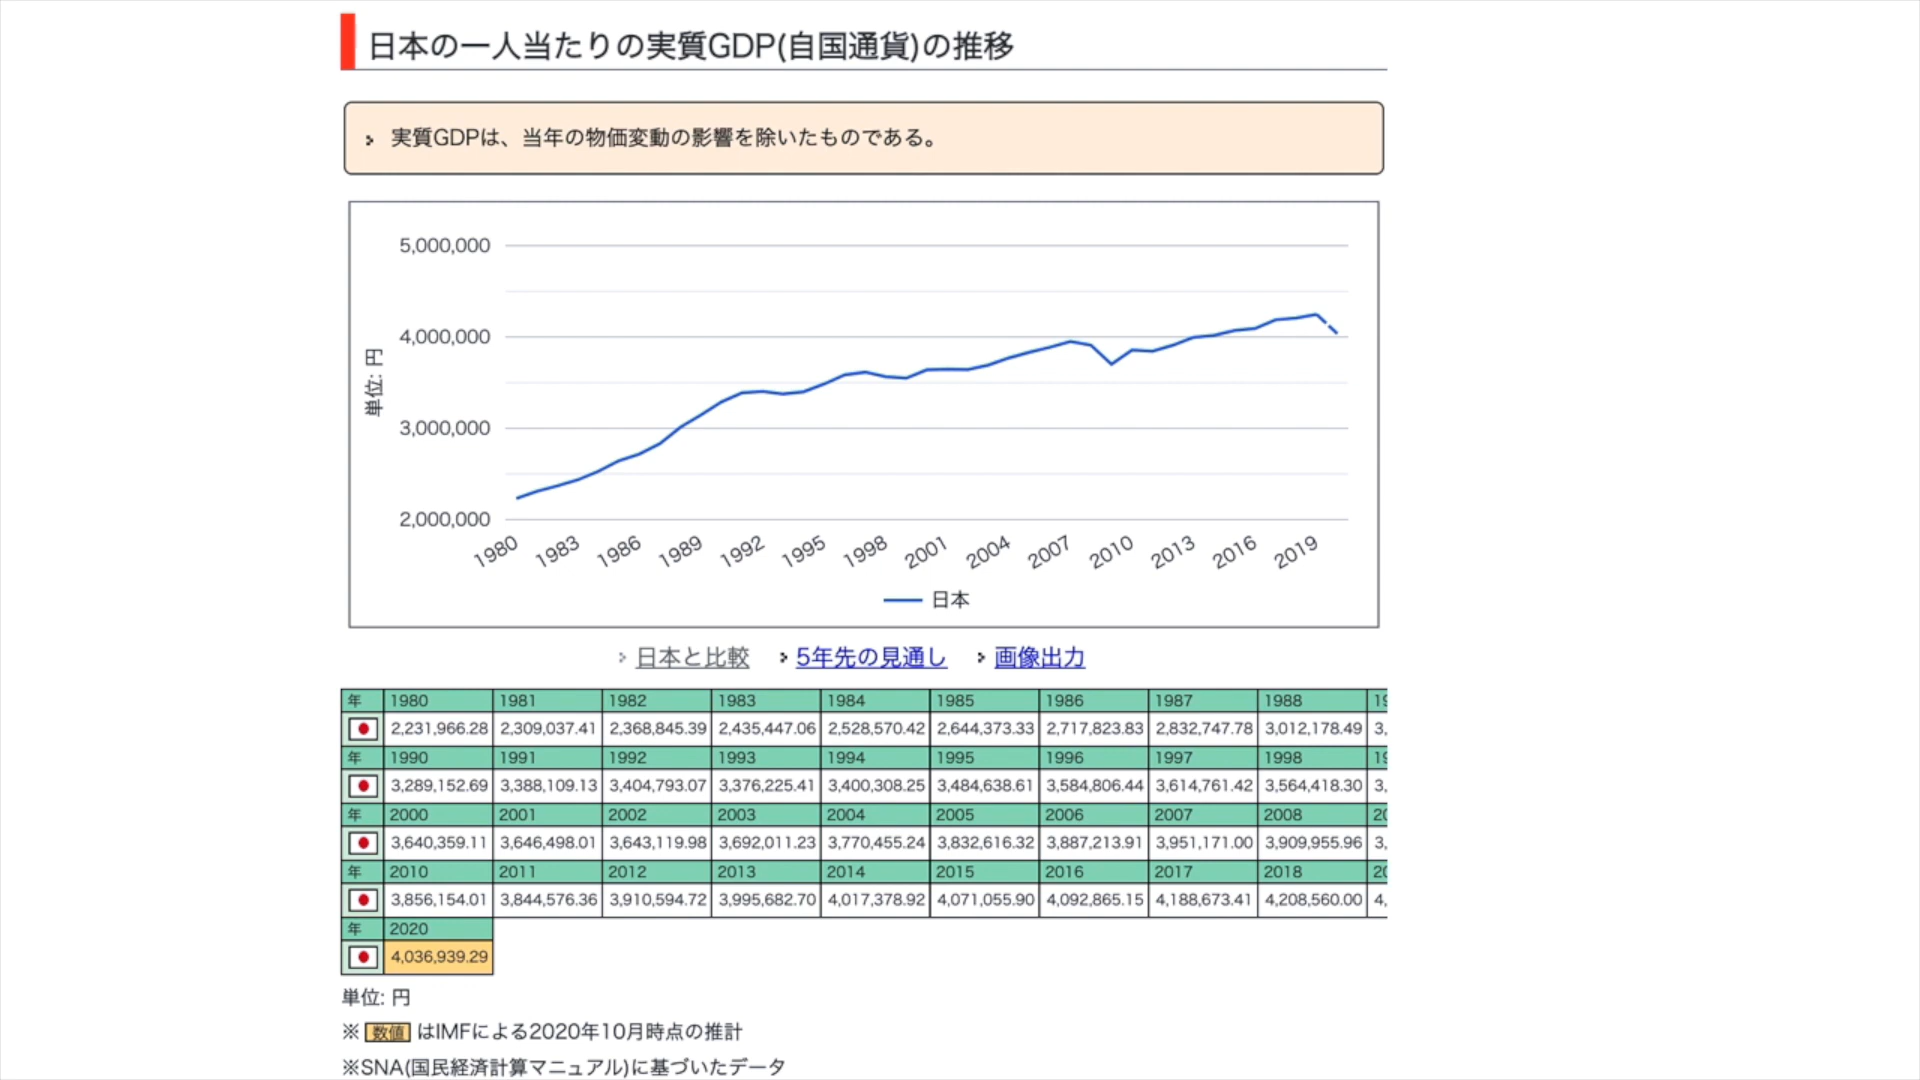 日本の一人当たりの実質GDP(自国通貨)の推移
実質GDPは、当年の物価変動の影響を除いたものである。
5,000,000
4,000,000
3,000,000
2,000,000
単位: 円
1980 1983 1986 1989 1992 1995 1998 2001 2004 2007 2010 2013 2016 2019
日本
日本と比較 5年先の見通し 画像出力
年 1980 1981 1982 1983 1984 1985 1986 1987 1988
2,231,966.28 2,309,037.41 2,368,845.39 2,435,447.06 2,528,570.42 2,644,373.33 2,717,823.83 2,832,747.78 3,012,178.49 3,
年 1990 1991 1992 1993 1994 1995 1996 1997 1998
3,289,152.69 3,388,109.13 3,404,793.07 3,376,225.41 3,400,308.25 3,484,638.61 3,584,806.44 3,614,761.42 3,564,418.30 3,
年 2000 2001 2002 2003 2004 2005 2006 2007 2008
3,640,359.11 3,646,498.01 3,643,119.98 3,692,011.23 3,770,455.24 3,832,616.32 3,887,213.91 3,951,171.00 3,909,955.96 3,
年 2010 2011 2012 2013 2014 2015 2016 2017 2018
3,856,154.01 3,844,576.36 3,910,594.72 3,995,682.70 4,017,378.92 4,071,055.90 4,092,865.15 4,188,673.41 4,208,560.00 4,
年 2020
4,036,939.29
単位: 円
※ 数値 はIMFによる2020年10月時点の推計
※SNA(国民経済計算マニュアル)に基づいたデータ